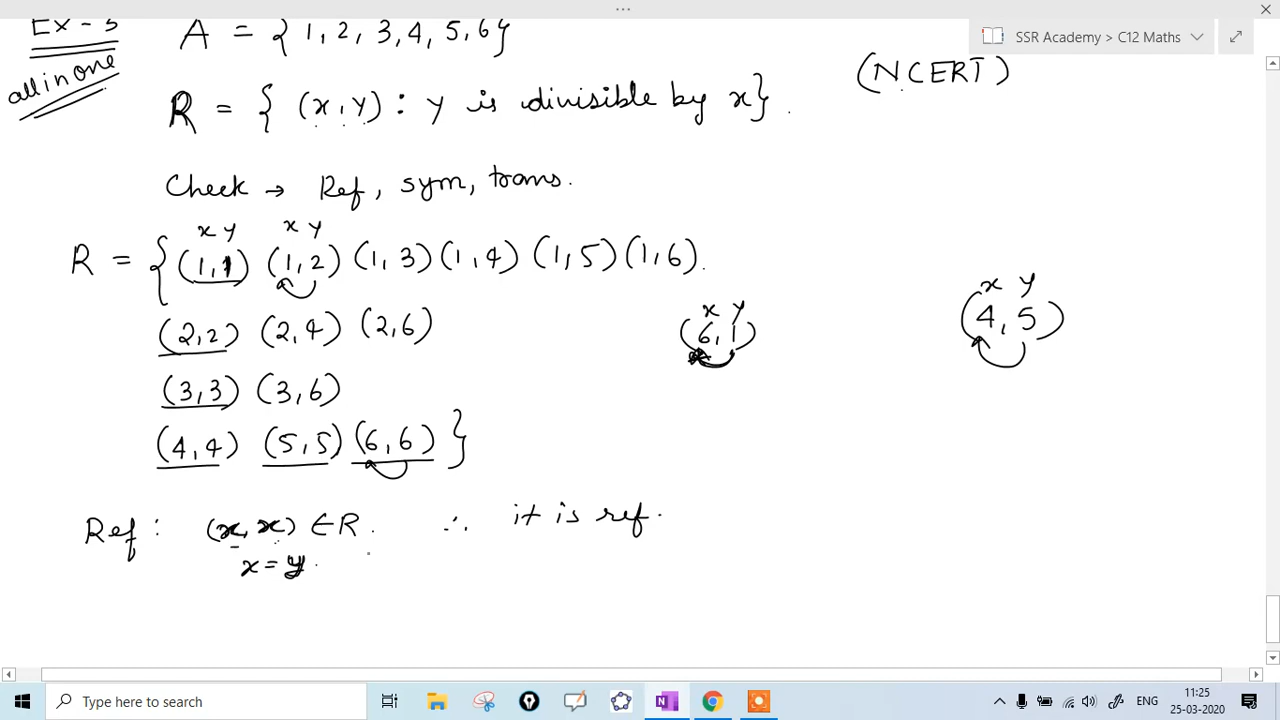 ...
SSR Academy > C12 Maths
Ex - 5
A = { 1, 2, 3, 4, 5, 6}
all in one
(NCERT)
R = { (x, y) : y is divisible by x} .
Check → Ref, sym, trans.
x y x y
R = { (1,1) (1,2) (1,3) (1,4) (1,5) (1,6).
x y
(4, 5)
x y
(6,1)
(2,2) (2,4) (2,6)
(3,3) (3,6)
(4,4) (5,5) (6,6) }
Ref : (x, x) ∈ R . ∴ it is ref.
x = y .
Type here to search
11:25
25-09-2020